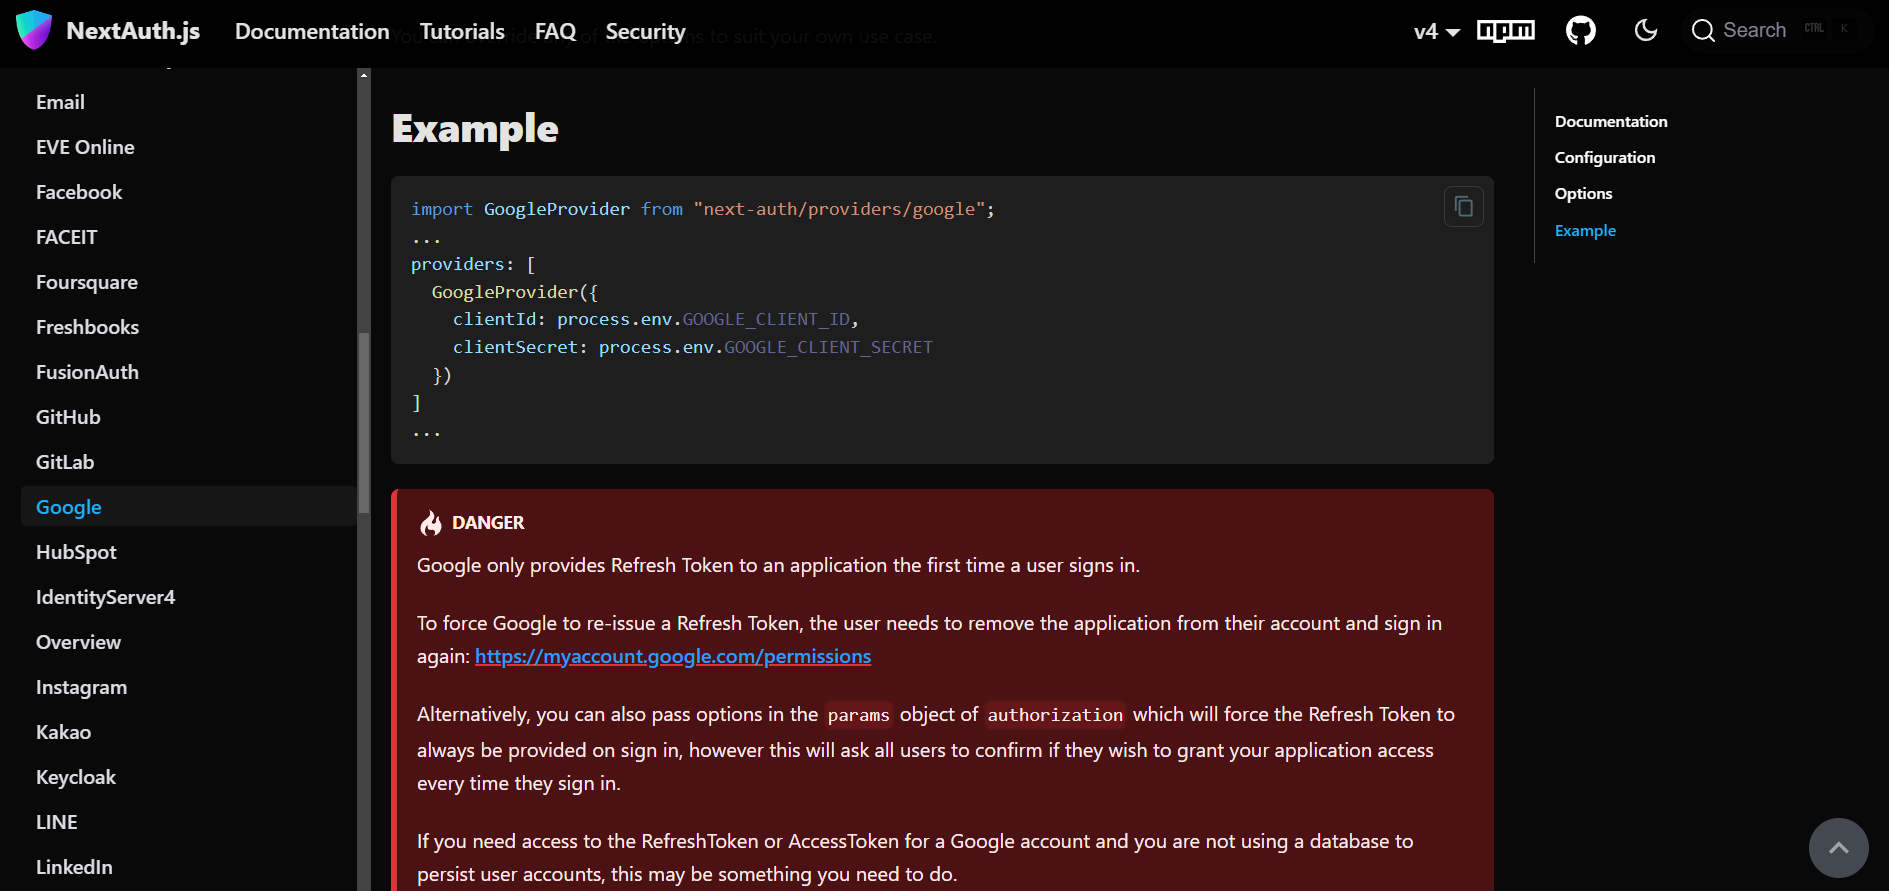 NextAuth.js Documentation Tutorials FAQ Security v4 npm Search CTRL K
Email
EVE Online
Facebook
FACEIT
Foursquare
Freshbooks
FusionAuth
GitHub
GitLab
Google
HubSpot
IdentityServer4
Overview
Instagram
Kakao
Keycloak
LINE
LinkedIn
Example
import GoogleProvider from "next-auth/providers/google";
...
providers: [
  GoogleProvider({
    clientId: process.env.GOOGLE_CLIENT_ID,
    clientSecret: process.env.GOOGLE_CLIENT_SECRET
  })
]
...
DANGER
Google only provides Refresh Token to an application the first time a user signs in.
To force Google to re-issue a Refresh Token, the user needs to remove the application from their account and sign in
again: https://myaccount.google.com/permissions
Alternatively, you can also pass options in the params object of authorization which will force the Refresh Token to
always be provided on sign in, however this will ask all users to confirm if they wish to grant your application access
every time they sign in.
If you need access to the RefreshToken or AccessToken for a Google account and you are not using a database to
persist user accounts, this may be something you need to do.
Documentation
Configuration
Options
Example